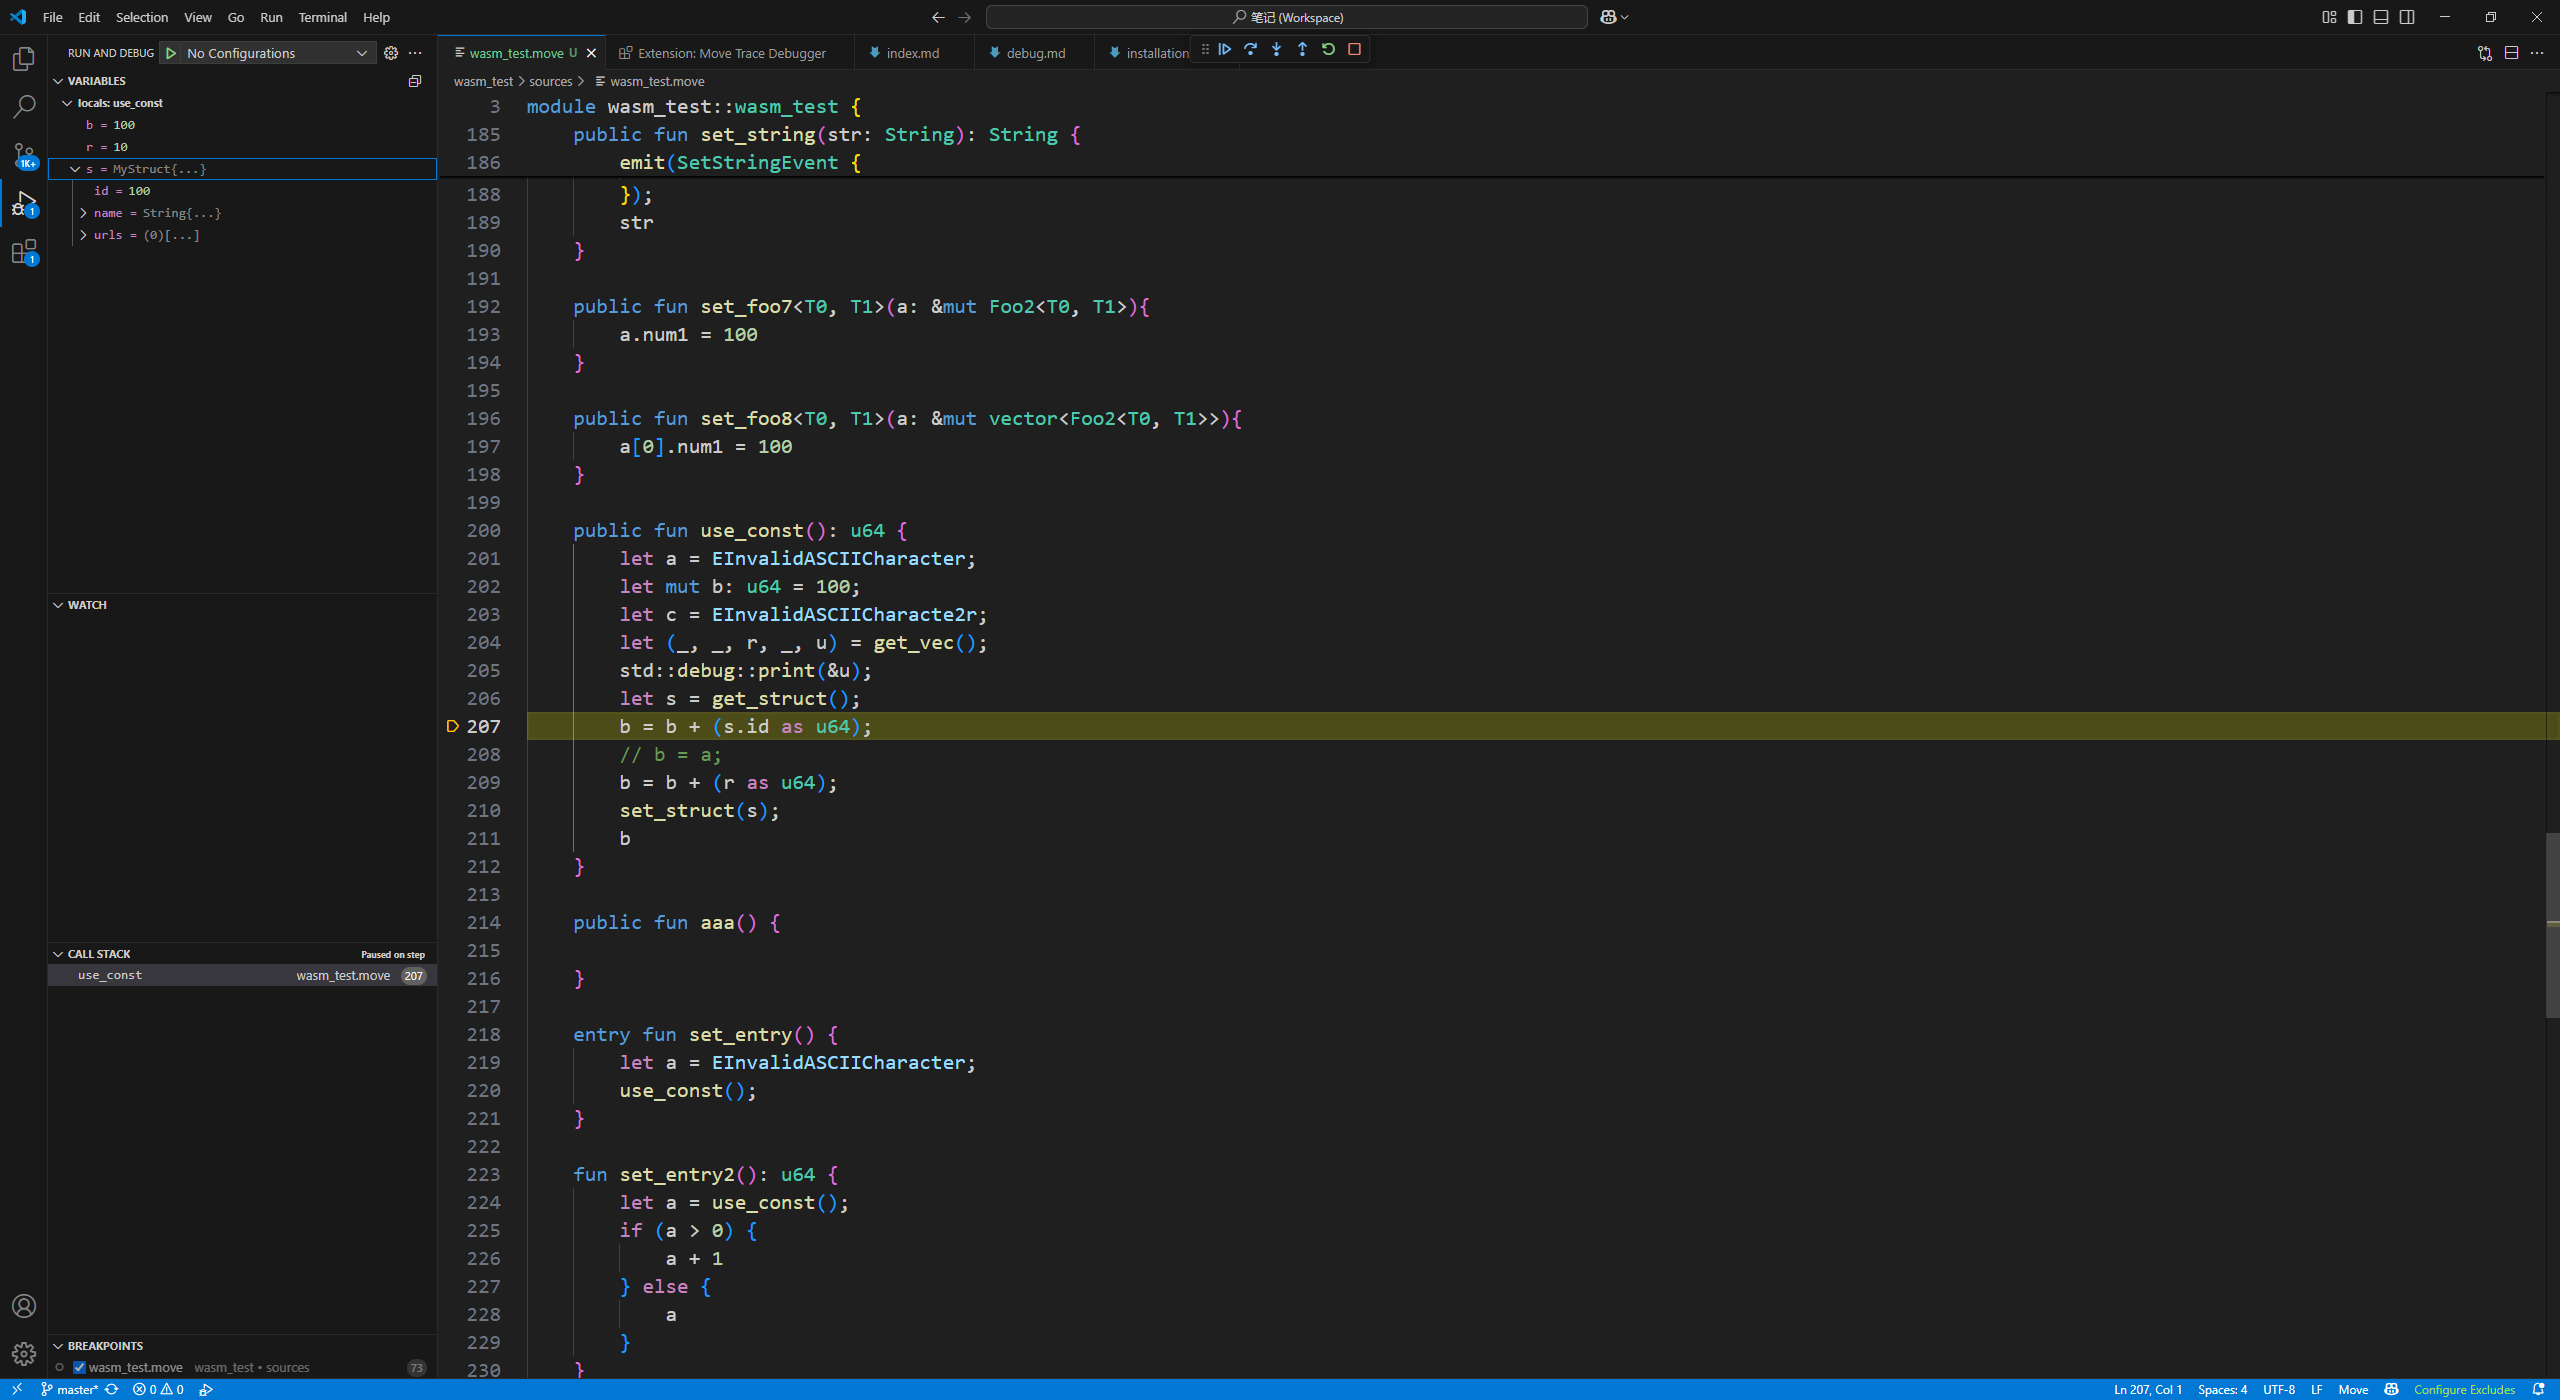 File Edit Selection View Go Run Terminal Help
笔记 (Workspace)
RUN AND DEBUG No Configurations
wasm_test.move U
Extension: Move Trace Debugger
index.md
debug.md
installation
wasm_test > sources > wasm_test.move
VARIABLES
locals: use_const
b = 100
r = 10
s = MyStruct{...}
id = 100
name = String{...}
urls = (0)[...]
1K+
1
1
WATCH
CALL STACK Paused on step
use_const wasm_test.move 207
BREAKPOINTS
wasm_test.move wasm_test • sources 73
3 module wasm_test::wasm_test {
185 public fun set_string(str: String): String {
186 emit(SetStringEvent {
188 });
189 str
190 }
191
192 public fun set_foo7<T0, T1>(a: &mut Foo2<T0, T1>){
193 a.num1 = 100
194 }
195
196 public fun set_foo8<T0, T1>(a: &mut vector<Foo2<T0, T1>>){
197 a[0].num1 = 100
198 }
199
200 public fun use_const(): u64 {
201 let a = EInvalidASCIICharacter;
202 let mut b: u64 = 100;
203 let c = EInvalidASCIICharacte2r;
204 let (_, _, r, _, u) = get_vec();
205 std::debug::print(&u);
206 let s = get_struct();
207 b = b + (s.id as u64);
208 // b = a;
209 b = b + (r as u64);
210 set_struct(s);
211 b
212 }
213
214 public fun aaa() {
215
216 }
217
218 entry fun set_entry() {
219 let a = EInvalidASCIICharacter;
220 use_const();
221 }
222
223 fun set_entry2(): u64 {
224 let a = use_const();
225 if (a > 0) {
226 a + 1
227 } else {
228 a
229 }
230 }
master* 0 0
Ln 207, Col 1 Spaces: 4 UTF-8 LF Move Configure Excludes